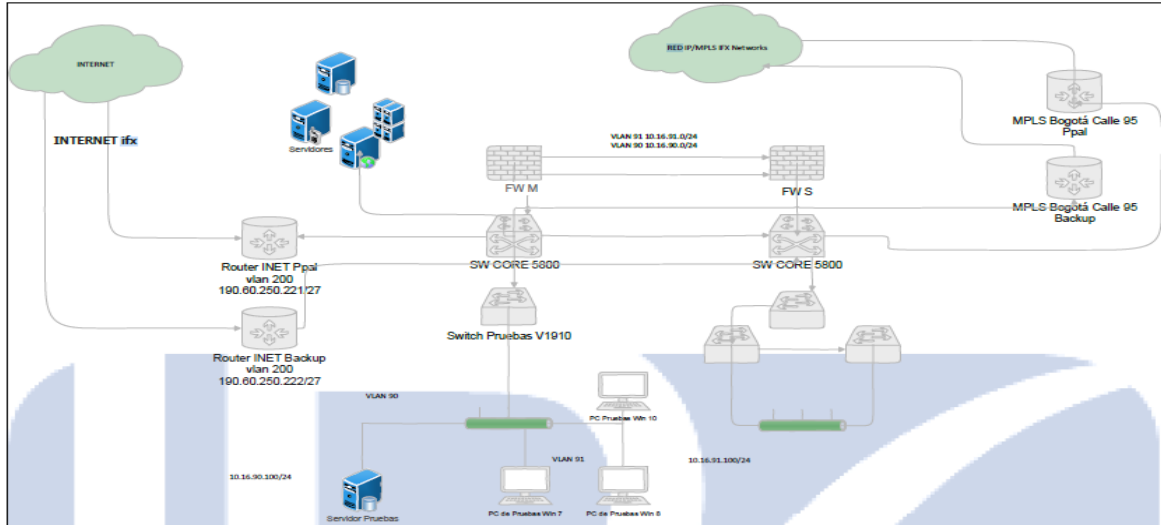 INTERNET
RED IP/MPLS IFX Networks
INTERNET ifx
MPLS Bogotá Calle 95
Ppal
Servidores
VLAN 91 10.16.91.0/24
VLAN 90 10.16.90.0/24
FW M
FW S
MPLS Bogotá Calle 95
Backup
Router INET Ppal
vlan 200
190.60.250.221/27
SW CORE 5800
SW CORE 5800
Switch Pruebas V1910
Router INET Backup
vlan 200
190.60.250.222/27
VLAN 90
PC Pruebas Win 10
VLAN 91
10.16.91.100/24
10.16.90.100/24
Servidor Pruebas
PC de Pruebas Win 7
PC de Pruebas Win 8